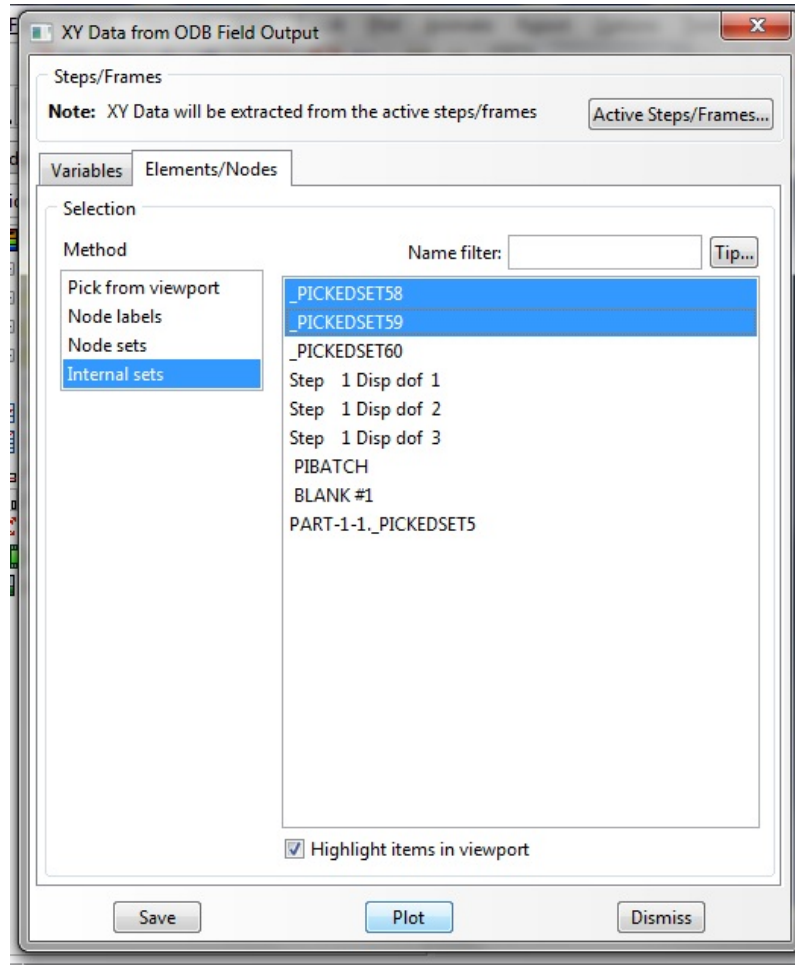 XY Data from ODB Field Output
Steps/Frames
Note: XY Data will be extracted from the active steps/frames
Active Steps/Frames...
Variables
Elements/Nodes
Selection
Method
Name filter:
Tip...
Pick from viewport
Node labels
Node sets
Internal sets
_PICKEDSET58
_PICKEDSET59
_PICKEDSET60
Step 1 Disp dof 1
Step 1 Disp dof 2
Step 1 Disp dof 3
PIBATCH
BLANK #1
PART-1-1._PICKEDSET5
Highlight items in viewport
Save
Plot
Dismiss